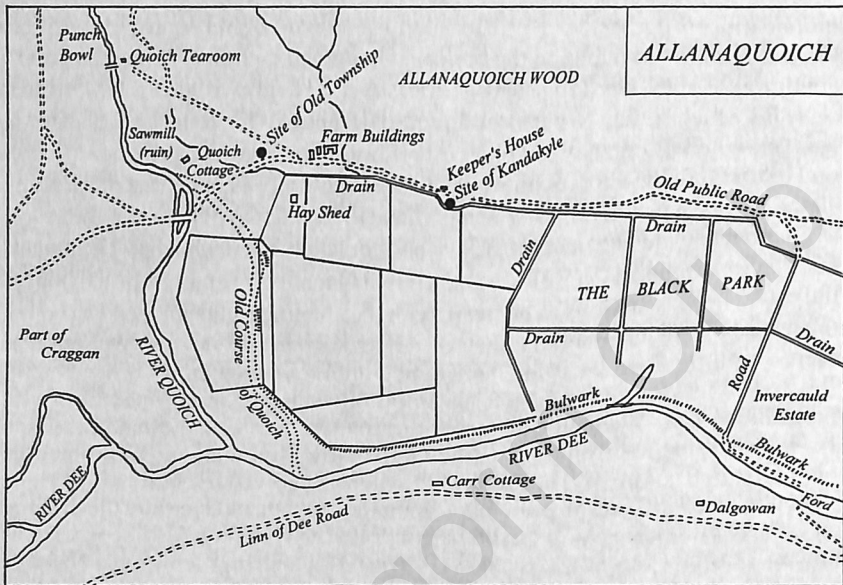 ALLANAQUOICH
Punch
Bowl
Quoich Tearoom
ALLANAQUOICH WOOD
Site of Old Township
Sawmill
(ruin)
Quoich
Cottage
Farm Buildings
Keeper's House
Site of Kandakyle
Drain
Hay Shed
Old Public Road
Drain
Drain
THE BLACK PARK
Drain
Drain
Old Course
of Quoich
Part of
Craggan
RIVER QUOICH
Road
Invercauld
Estate
Bulwark
RIVER DEE
Bulwark
RIVER DEE
Carr Cottage
Dalgowan
Ford
Linn of Dee Road
gorm Club